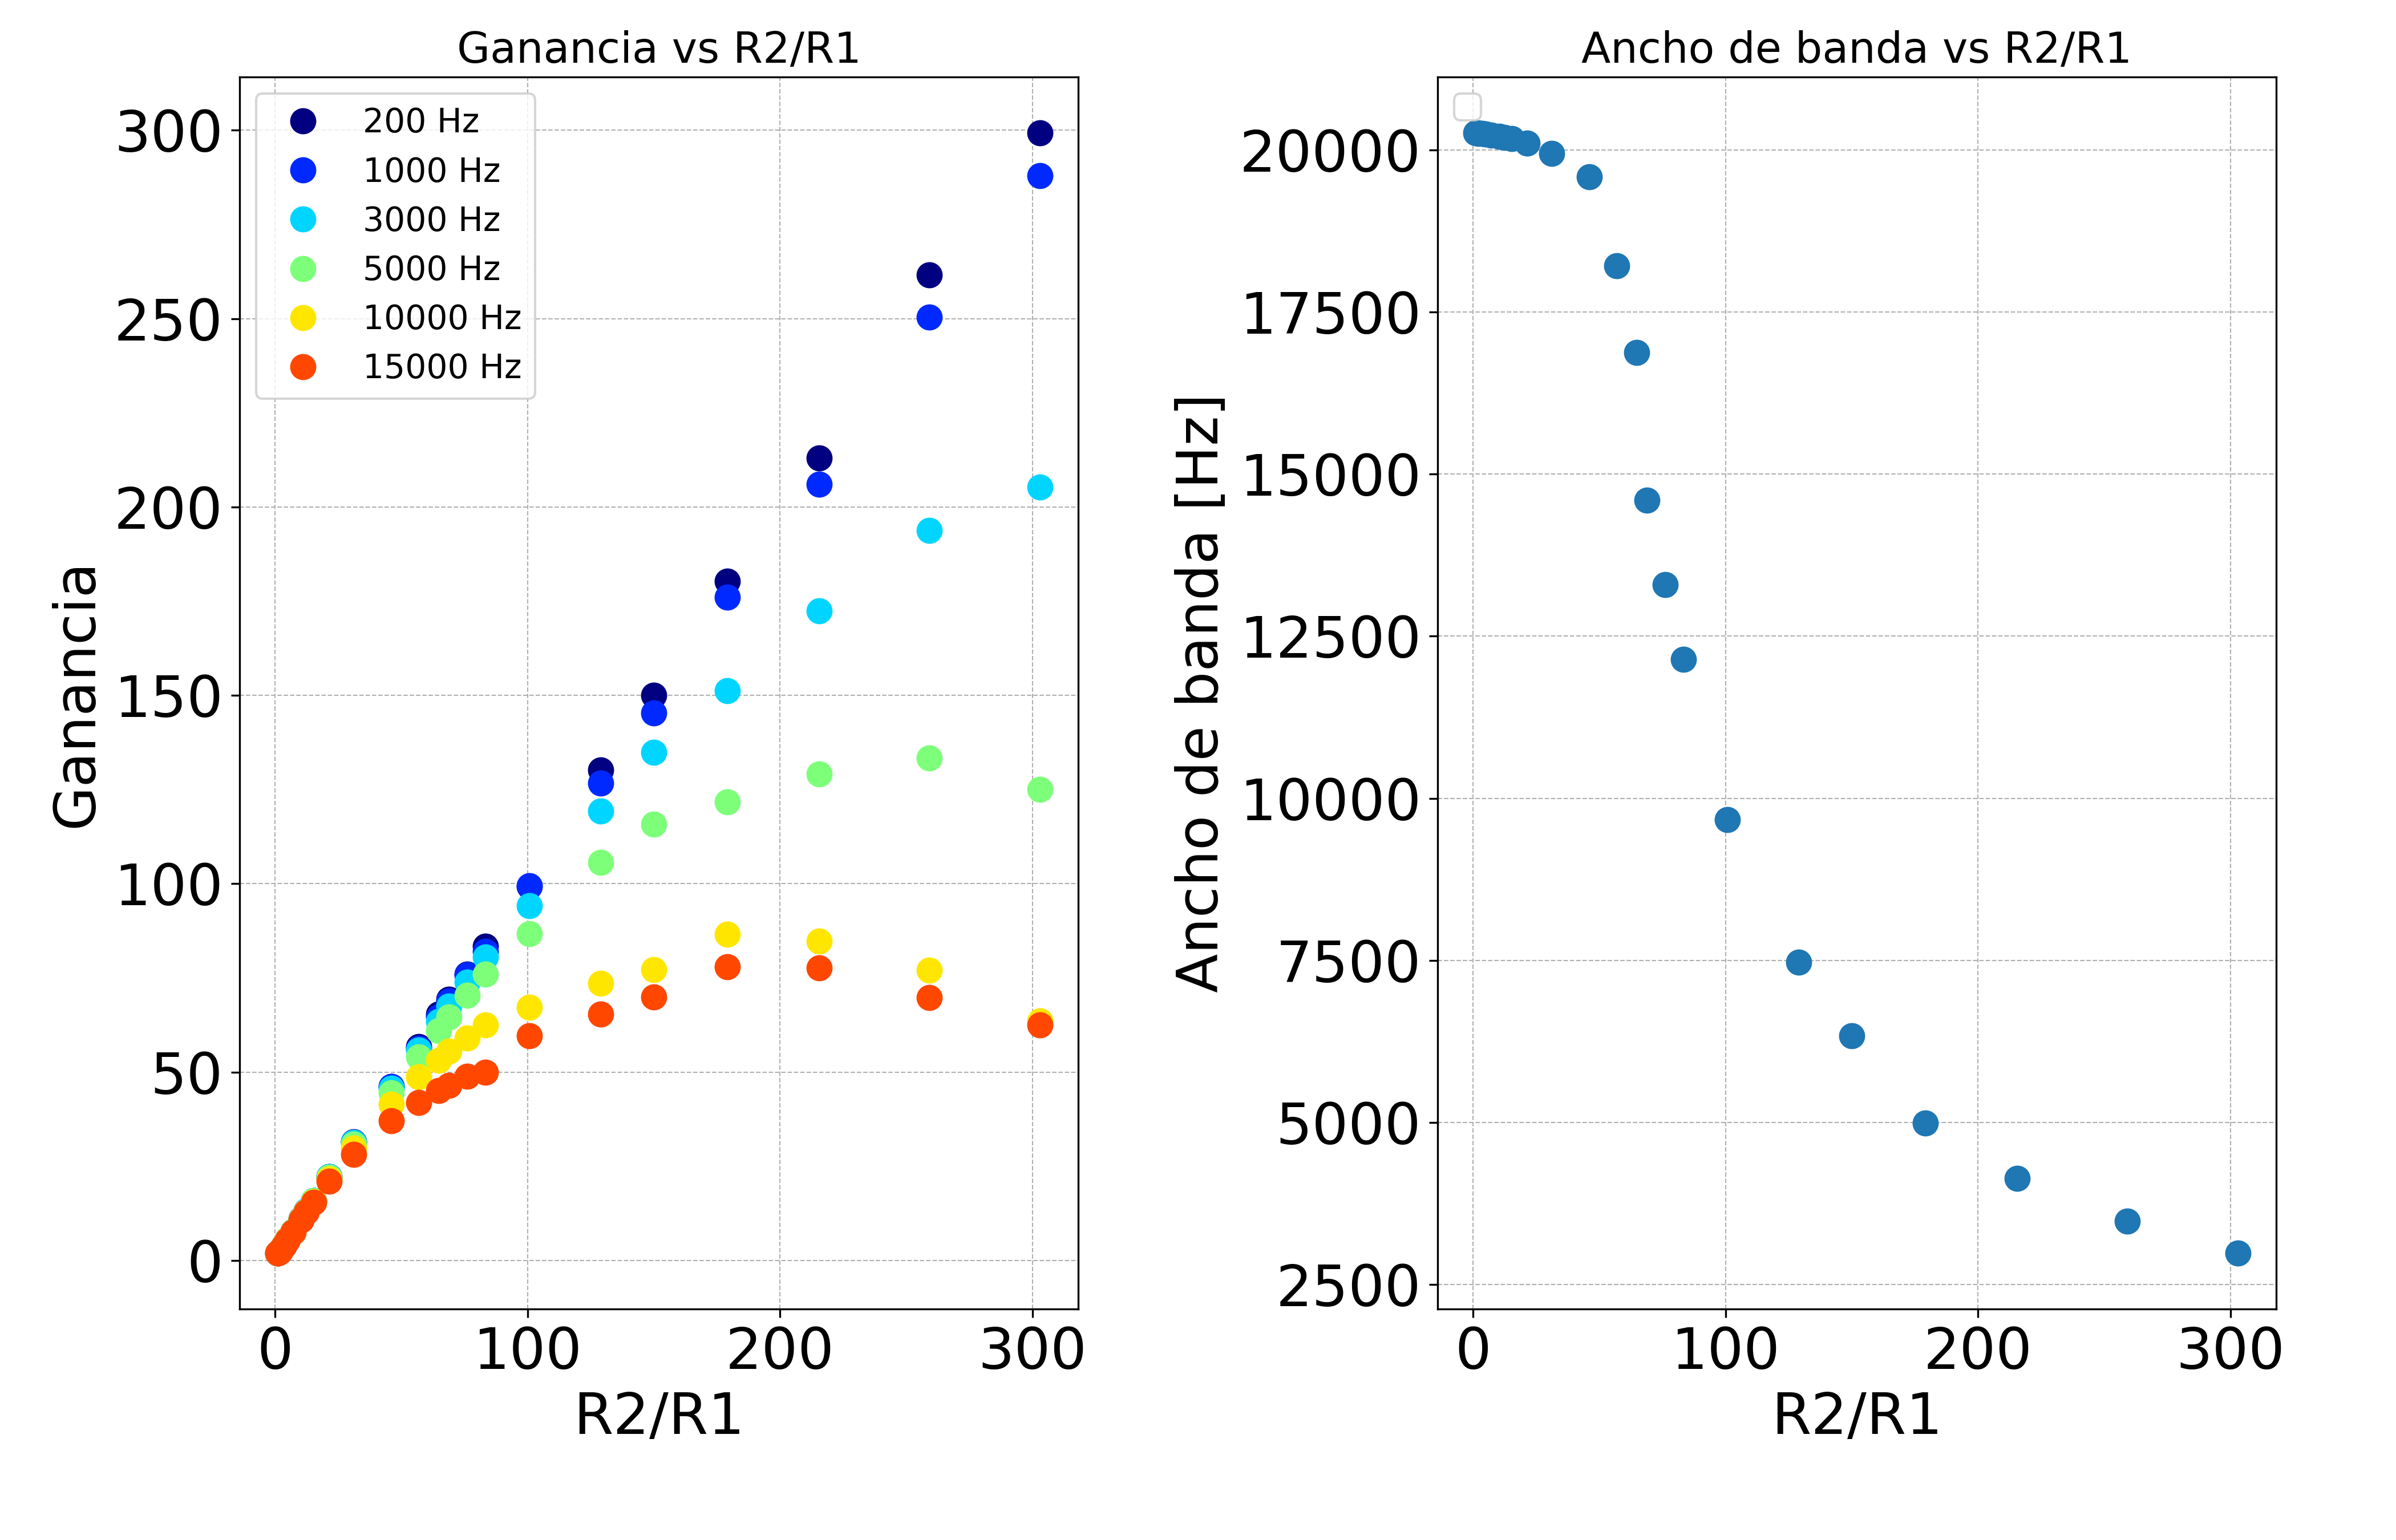 Ganancia vs R2/R1
300
250
200
150
100
50
0
Ganancia
200 Hz
1000 Hz
3000 Hz
5000 Hz
10000 Hz
15000 Hz
0 100 200 300
R2/R1
Ancho de banda vs R2/R1
20000
17500
15000
12500
10000
7500
5000
2500
Ancho de banda [Hz]
0 100 200 300
R2/R1